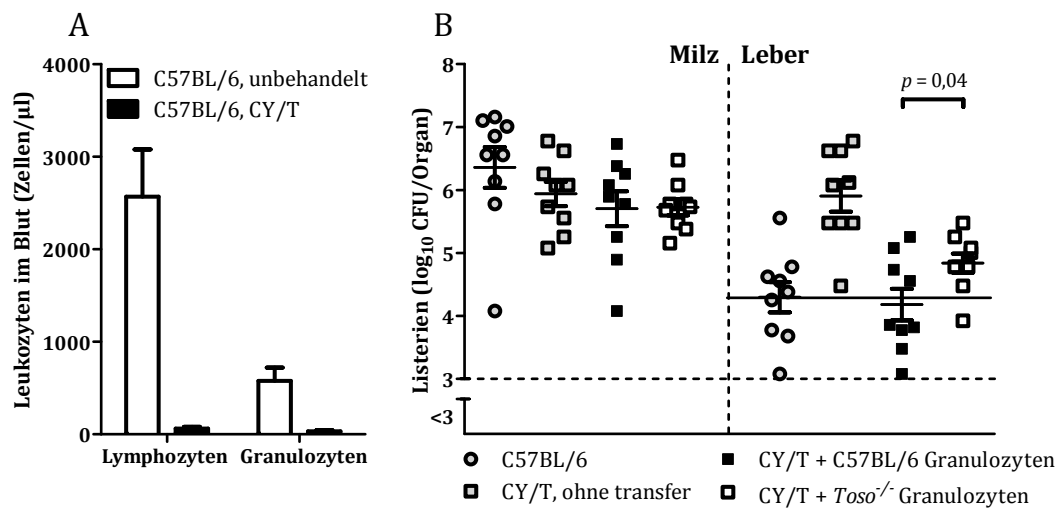 A
Leukozyten im Blut (Zellen/µl)
4000
3000
2000
1000
0
C57BL/6, unbehandelt
C57BL/6, CY/T
Lymphozyten Granulozyten
B
Listerien (log₁₀ CFU/Organ)
8
7
6
5
4
3
<3
Milz Leber
p = 0,04
C57BL/6
CY/T, ohne transfer
CY/T + C57BL/6 Granulozyten
CY/T + Toso⁻/⁻ Granulozyten